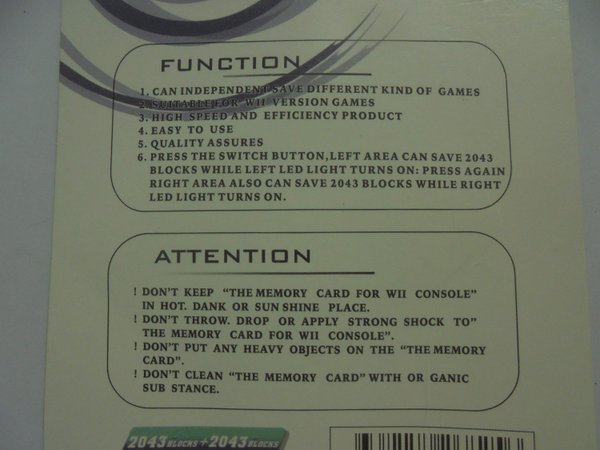 FUNCTION
1. CAN INDEPENDENT SAVE DIFFERENT KIND OF GAMES
2. SUITABLE FOR WII VERSION GAMES
3. HIGH SPEED AND EFFICIENCY PRODUCT
4. EASY TO USE
5. QUALITY ASSURES
6. PRESS THE SWITCH BUTTON,LEFT AREA CAN SAVE 2043
BLOCKS WHILE LEFT LED LIGHT TURNS ON: PRESS AGAIN
RIGHT AREA ALSO CAN SAVE 2043 BLOCKS WHILE RIGHT
LED LIGHT TURNS ON.
ATTENTION
! DON'T KEEP "THE MEMORY CARD FOR WII CONSOLE"
IN HOT. DANK OR SUN SHINE PLACE.
! DON'T THROW. DROP OR APPLY STRONG SHOCK TO"
THE MEMORY CARD FOR WII CONSOLE".
! DON'T PUT ANY HEAVY OBJECTS ON THE "THE MEMORY
CARD".
! DON'T CLEAN "THE MEMORY CARD" WITH OR GANIC
SUB STANCE.
2043 BLOCKS + 2043 BLOCKS